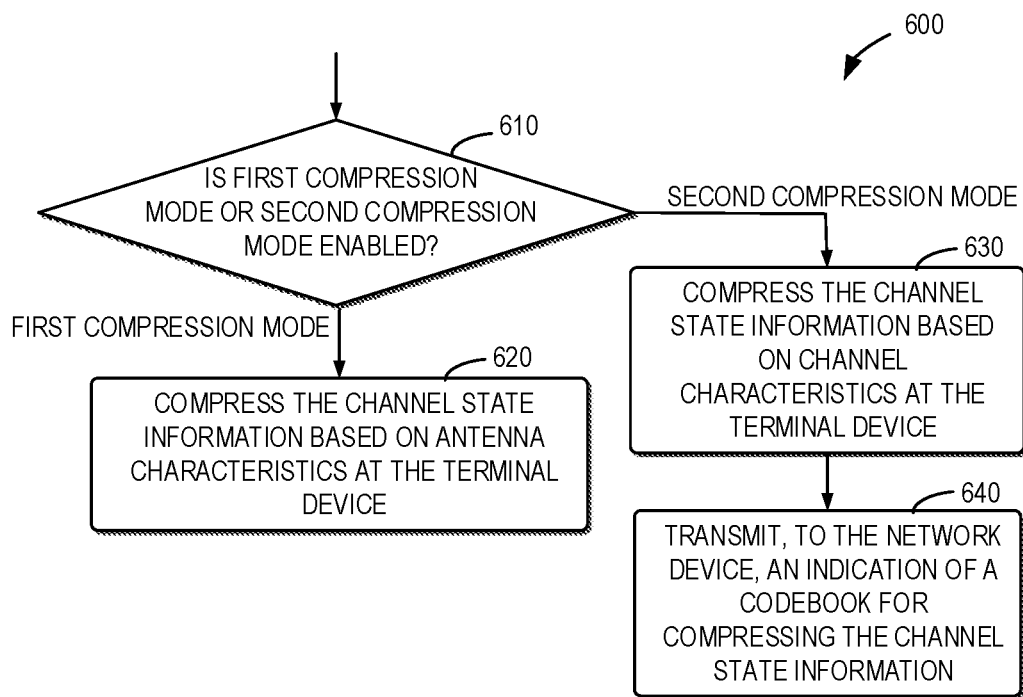 600
610
IS FIRST COMPRESSION
MODE OR SECOND COMPRESSION
MODE ENABLED?
SECOND COMPRESSION MODE
FIRST COMPRESSION MODE
620
COMPRESS THE CHANNEL STATE
INFORMATION BASED ON ANTENNA
CHARACTERISTICS AT THE TERMINAL
DEVICE
630
COMPRESS THE CHANNEL
STATE INFORMATION BASED
ON CHANNEL
CHARACTERISTICS AT THE
TERMINAL DEVICE
640
TRANSMIT, TO THE NETWORK
DEVICE, AN INDICATION OF A
CODEBOOK FOR
COMPRESSING THE CHANNEL
STATE INFORMATION